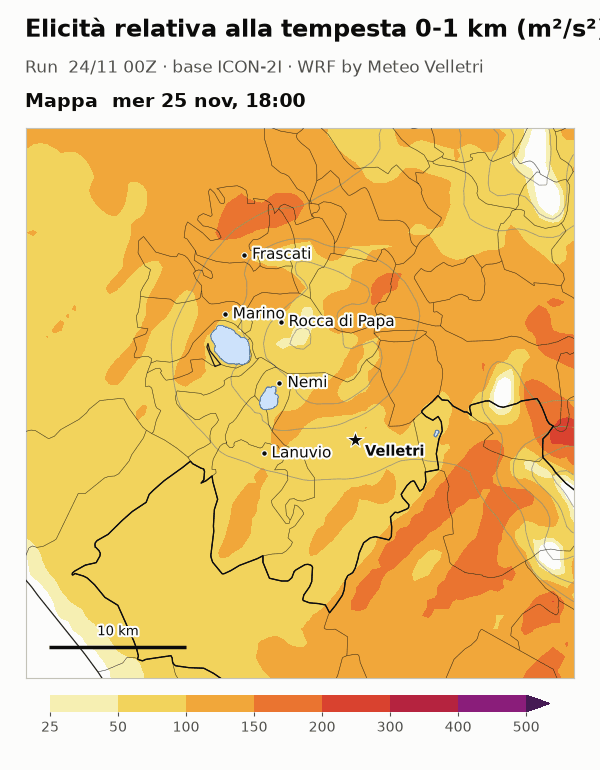 Elicità relativa alla tempesta 0-1 km (m²/s²)
Run 24/11 00Z · base ICON-2I · WRF by Meteo Velletri
Mappa mer 25 nov, 18:00
Frascati
Marino
Rocca di Papa
Nemi
Velletri
Lanuvio
10 km
25 50 100 150 200 300 400 500